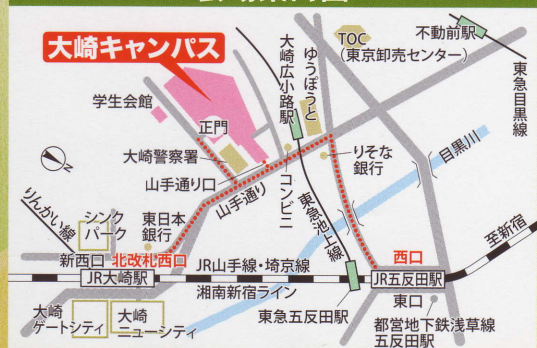 大崎キャンパス
学生会館
正門
大崎警察署
山手通り口
山手通り
コンビニ
大崎広小路駅
ゆうぽうと
TOC
(東京卸売センター)
不動前駅
東急目黒線
りそな
銀行
目黒川
東急池上線
N
りんかい線
シンク
パーク
東日本
銀行
新西口
北改札西口
JR大崎駅
JR山手線・埼京線
湘南新宿ライン
西口
JR五反田駅
至新宿
東口
東急五反田駅
都営地下鉄浅草線
五反田駅
大崎
ゲートシティ
大崎
ニューシティ